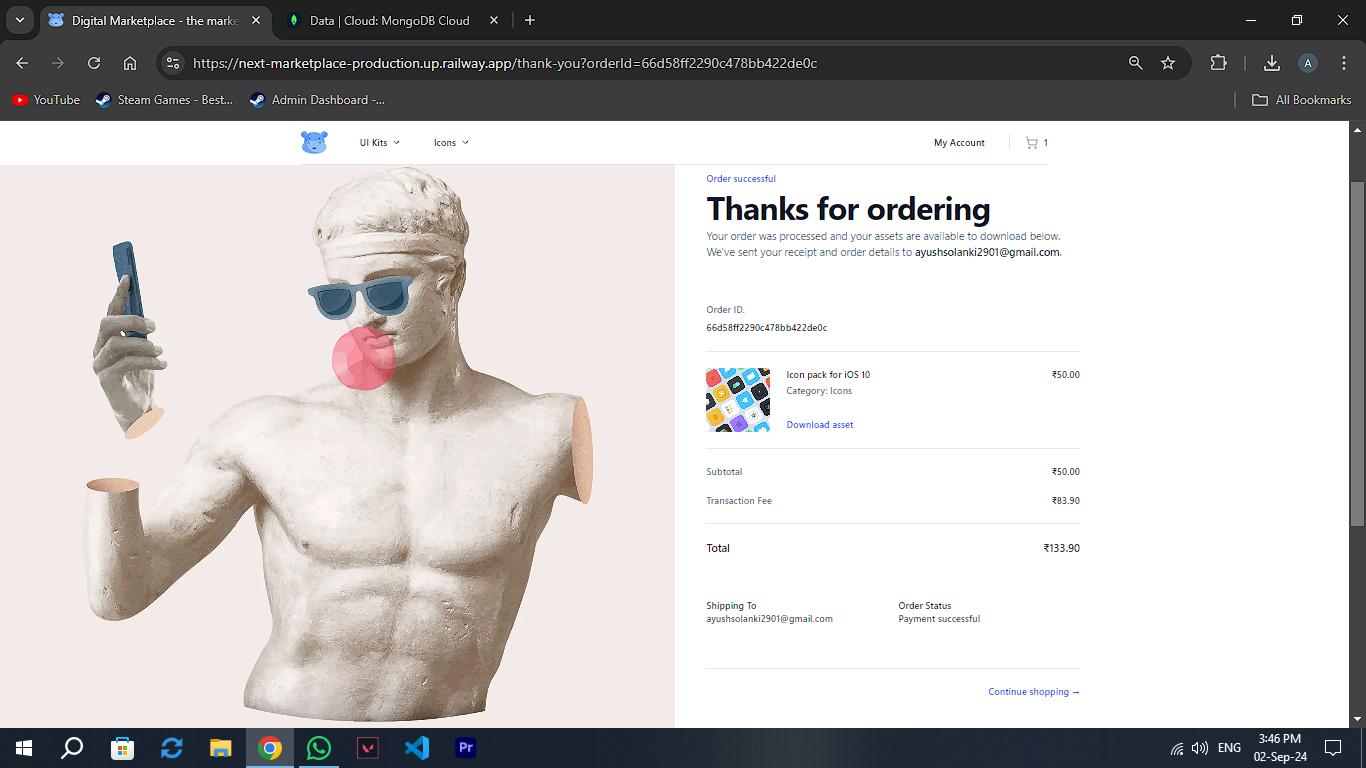 Digital Marketplace - the marke
Data | Cloud: MongoDB Cloud
https://next-marketplace-production.up.railway.app/thank-you?orderId=66d58ff2290c478bb422de0c
A
YouTube
Steam Games - Best...
Admin Dashboard -...
All Bookmarks
UI Kits
Icons
My Account
1
Order successful
Thanks for ordering
Your order was processed and your assets are available to download below.
We've sent your receipt and order details to ayushsolanki2901@gmail.com.
Order ID.
66d58ff2290c478bb422de0c
Icon pack for iOS 10 ₹50.00
Category: Icons
Download asset
Subtotal ₹50.00
Transaction Fee ₹83.90
Total ₹133.90
Shipping To Order Status
ayushsolanki2901@gmail.com Payment successful
Continue shopping →
Pr
ENG
3:46 PM
02-Sep-24